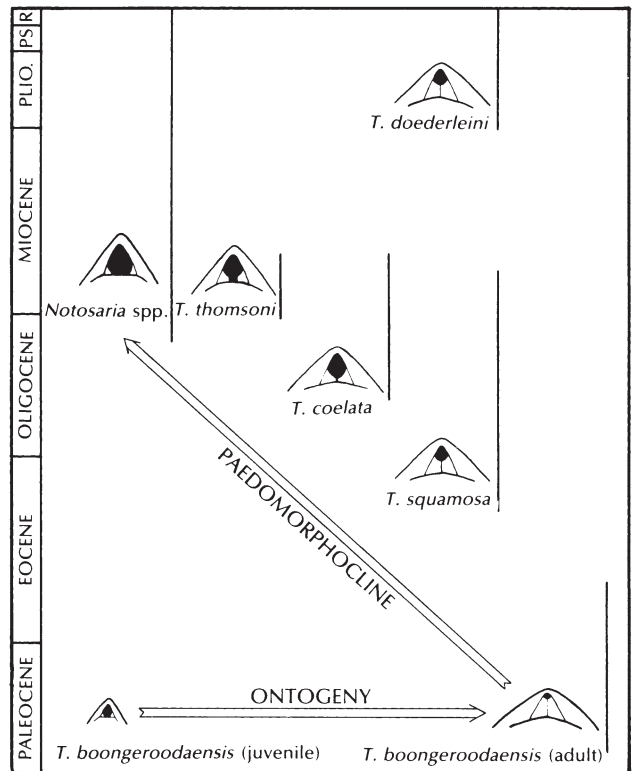 R
PS
PLIO.
MIOCENE
OLIGOCENE
EOCENE
PALEOCENE
T. doederleini
Notosaria spp.
T. thomsoni
T. coelata
T. squamosa
PAEDOMORPHOCLINE
ONTOGENY
T. boongeroodaensis (juvenile)
T. boongeroodaensis (adult)